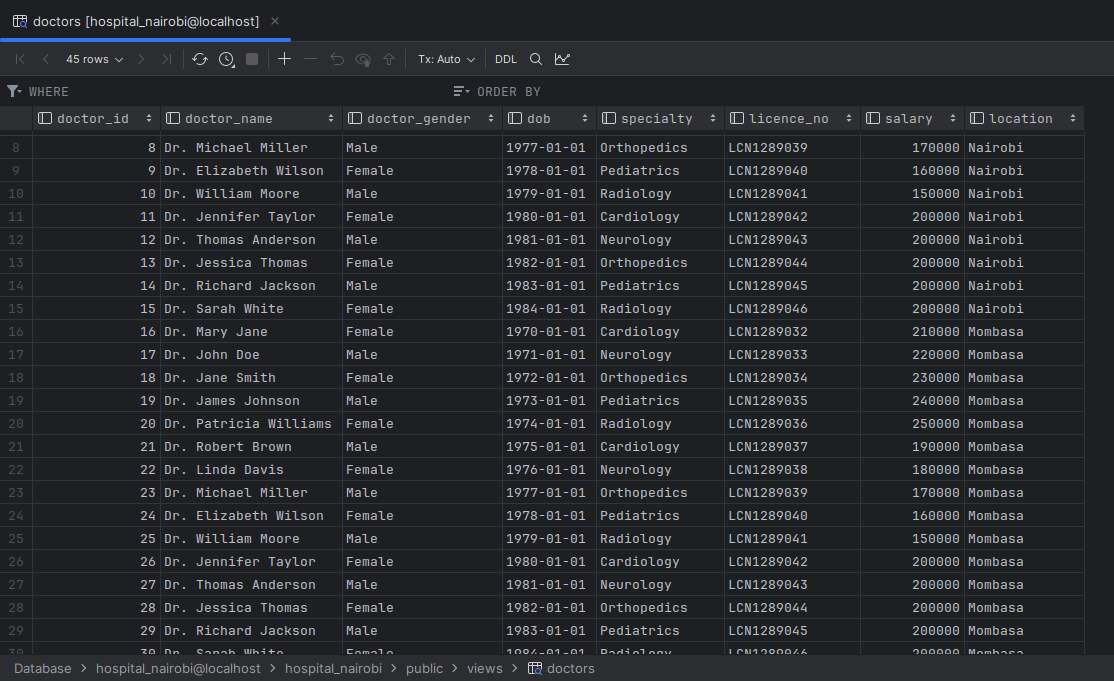 doctors [hospital_nairobi@localhost]
45 rows Tx: Auto DDL
WHERE ORDER BY
doctor_id doctor_name doctor_gender dob specialty licence_no salary location
8 8 Dr. Michael Miller Male 1977-01-01 Orthopedics LCN1289039 170000 Nairobi
9 9 Dr. Elizabeth Wilson Female 1978-01-01 Pediatrics LCN1289040 160000 Nairobi
10 10 Dr. William Moore Male 1979-01-01 Radiology LCN1289041 150000 Nairobi
11 11 Dr. Jennifer Taylor Female 1980-01-01 Cardiology LCN1289042 200000 Nairobi
12 12 Dr. Thomas Anderson Male 1981-01-01 Neurology LCN1289043 200000 Nairobi
13 13 Dr. Jessica Thomas Female 1982-01-01 Orthopedics LCN1289044 200000 Nairobi
14 14 Dr. Richard Jackson Male 1983-01-01 Pediatrics LCN1289045 200000 Nairobi
15 15 Dr. Sarah White Female 1984-01-01 Radiology LCN1289046 200000 Nairobi
16 16 Dr. Mary Jane Female 1970-01-01 Cardiology LCN1289032 210000 Mombasa
17 17 Dr. John Doe Male 1971-01-01 Neurology LCN1289033 220000 Mombasa
18 18 Dr. Jane Smith Female 1972-01-01 Orthopedics LCN1289034 230000 Mombasa
19 19 Dr. James Johnson Male 1973-01-01 Pediatrics LCN1289035 240000 Mombasa
20 20 Dr. Patricia Williams Female 1974-01-01 Radiology LCN1289036 250000 Mombasa
21 21 Dr. Robert Brown Male 1975-01-01 Cardiology LCN1289037 190000 Mombasa
22 22 Dr. Linda Davis Female 1976-01-01 Neurology LCN1289038 180000 Mombasa
23 23 Dr. Michael Miller Male 1977-01-01 Orthopedics LCN1289039 170000 Mombasa
24 24 Dr. Elizabeth Wilson Female 1978-01-01 Pediatrics LCN1289040 160000 Mombasa
25 25 Dr. William Moore Male 1979-01-01 Radiology LCN1289041 150000 Mombasa
26 26 Dr. Jennifer Taylor Female 1980-01-01 Cardiology LCN1289042 200000 Mombasa
27 27 Dr. Thomas Anderson Male 1981-01-01 Neurology LCN1289043 200000 Mombasa
28 28 Dr. Jessica Thomas Female 1982-01-01 Orthopedics LCN1289044 200000 Mombasa
29 29 Dr. Richard Jackson Male 1983-01-01 Pediatrics LCN1289045 200000 Mombasa
30 30 Dr. Sarah White Female 1984-01-01 Radiology LCN1289046 200000 Mombasa
Database hospital_nairobi@localhost hospital_nairobi public views doctors